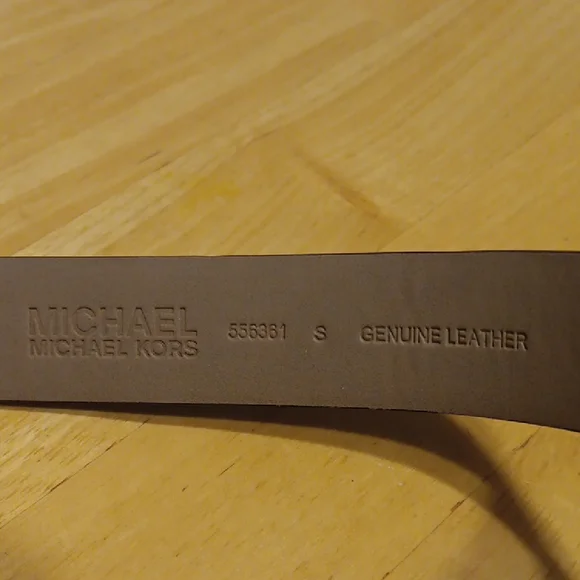 MICHAEL
MICHAEL KORS
556361 S GENUINE LEATHER